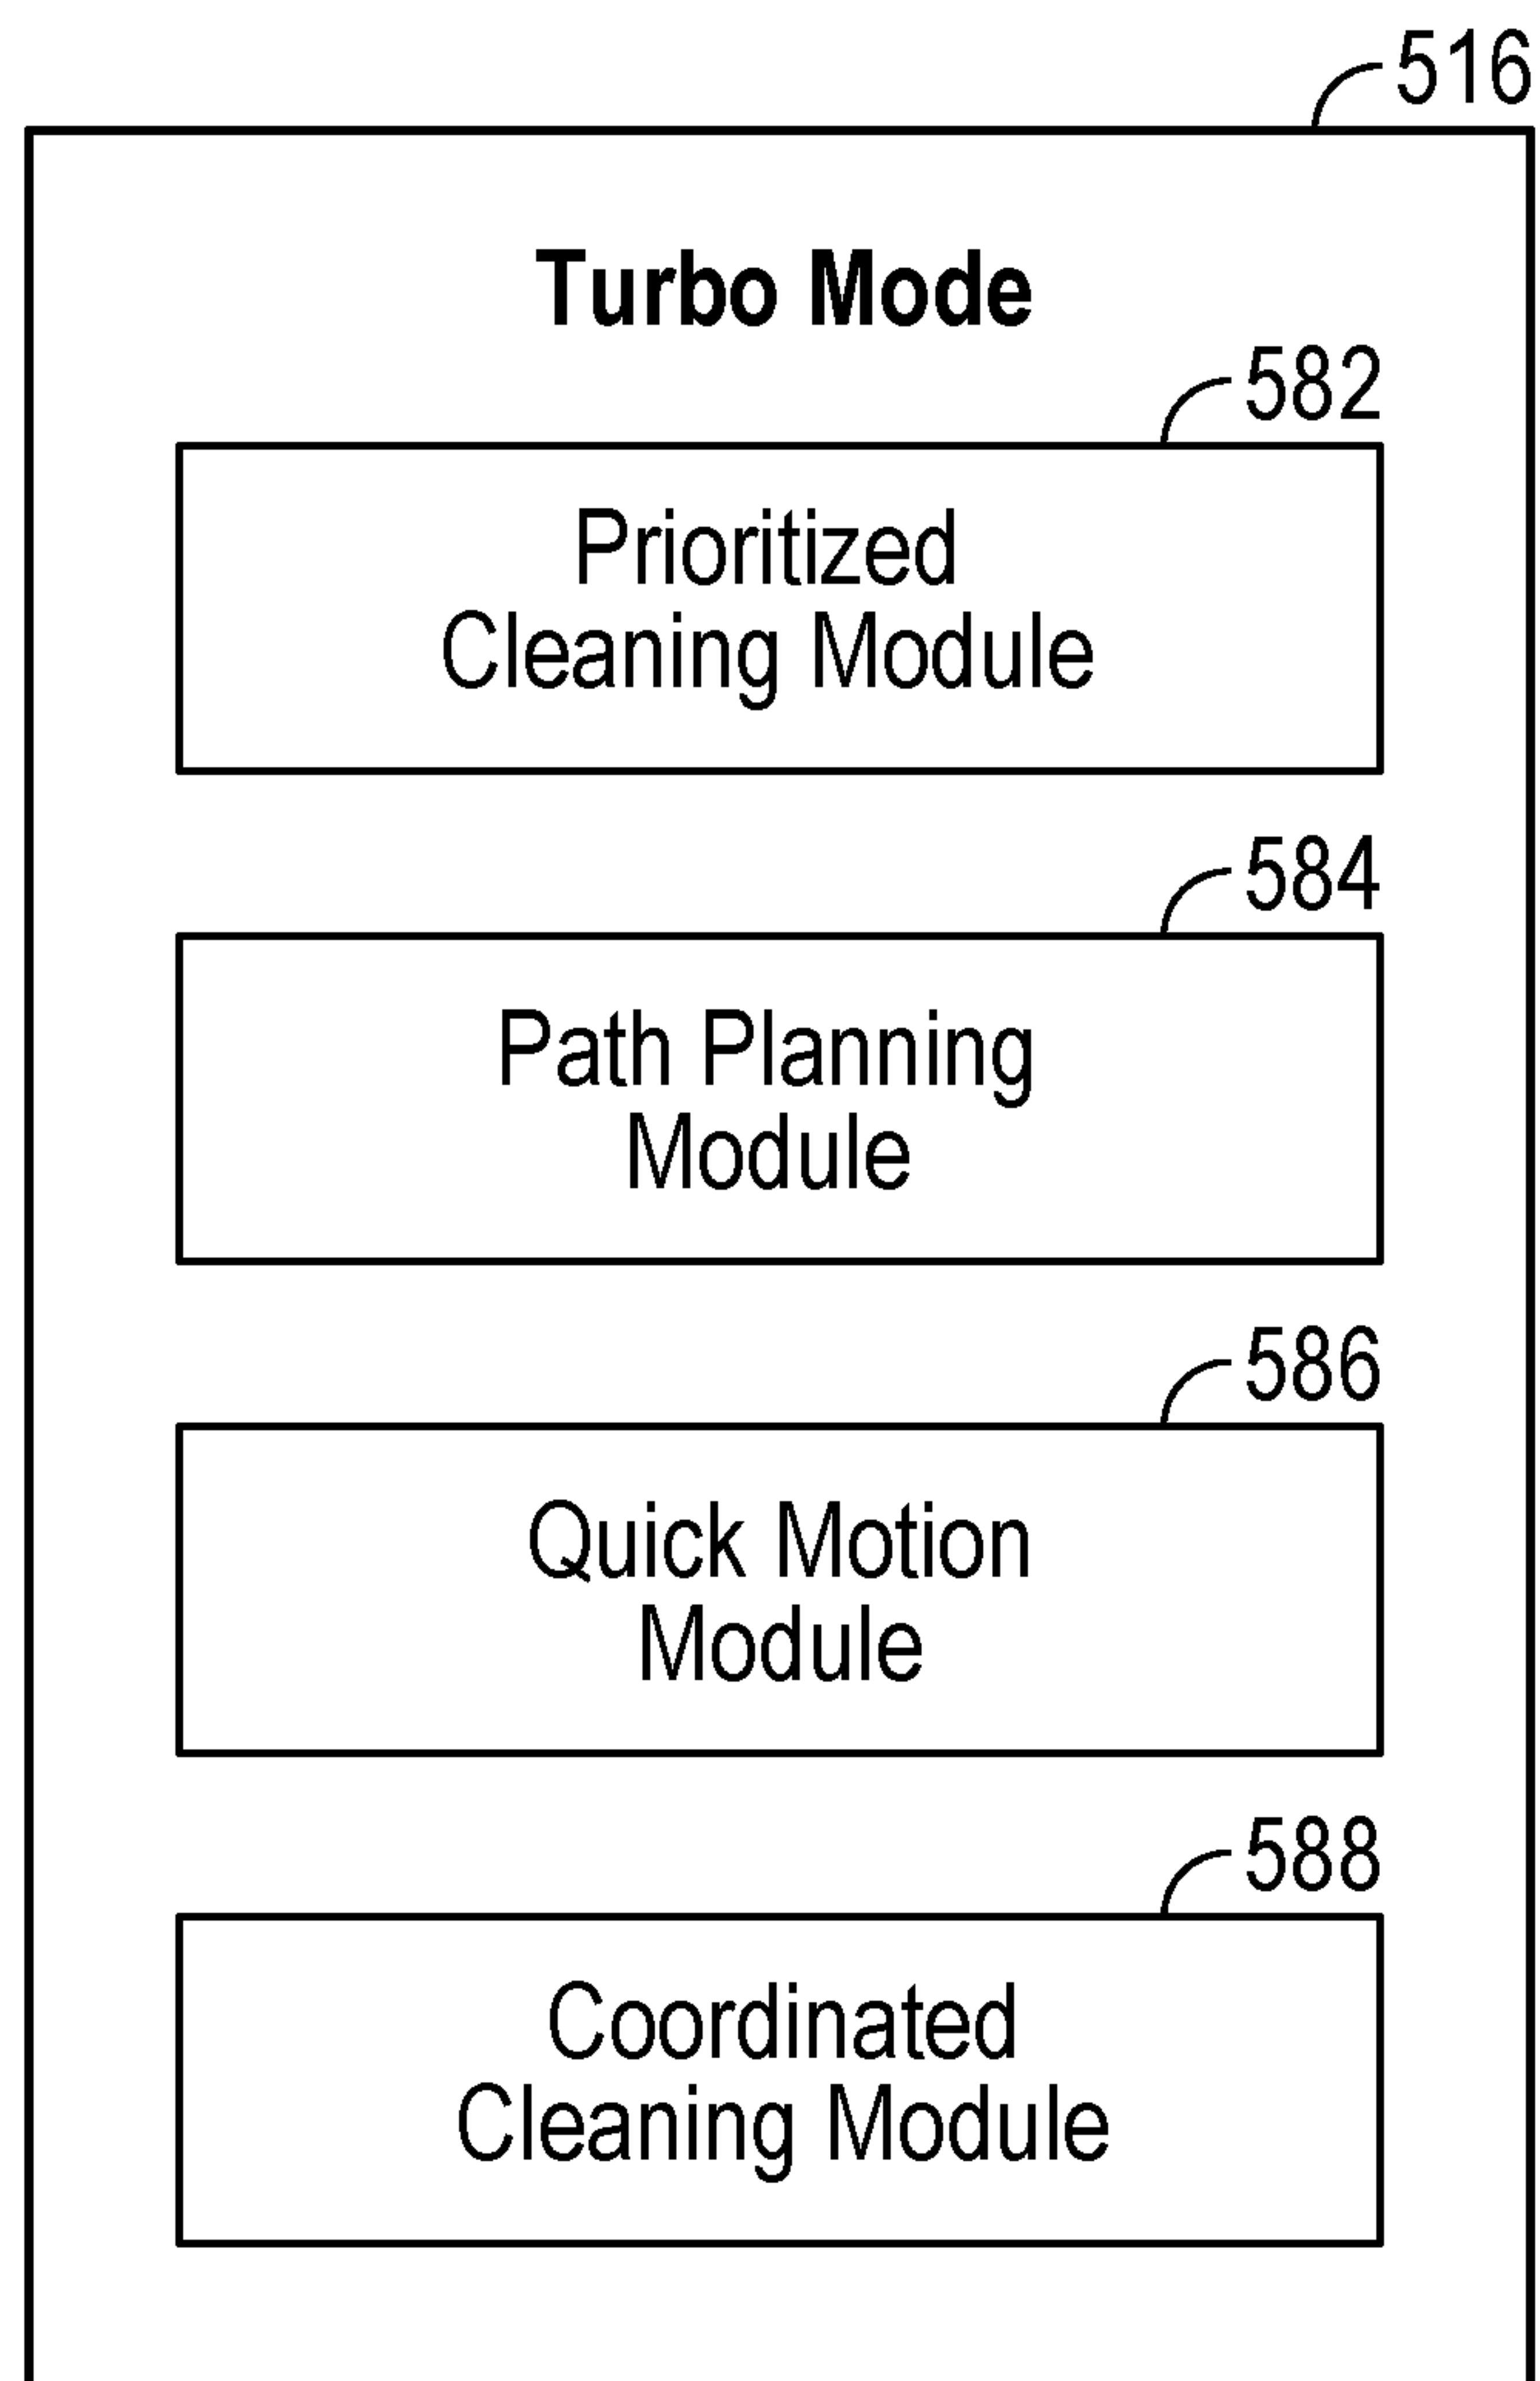 516
Turbo Mode
582
Prioritized
Cleaning Module
584
Path Planning
Module
586
Quick Motion
Module
588
Coordinated
Cleaning Module